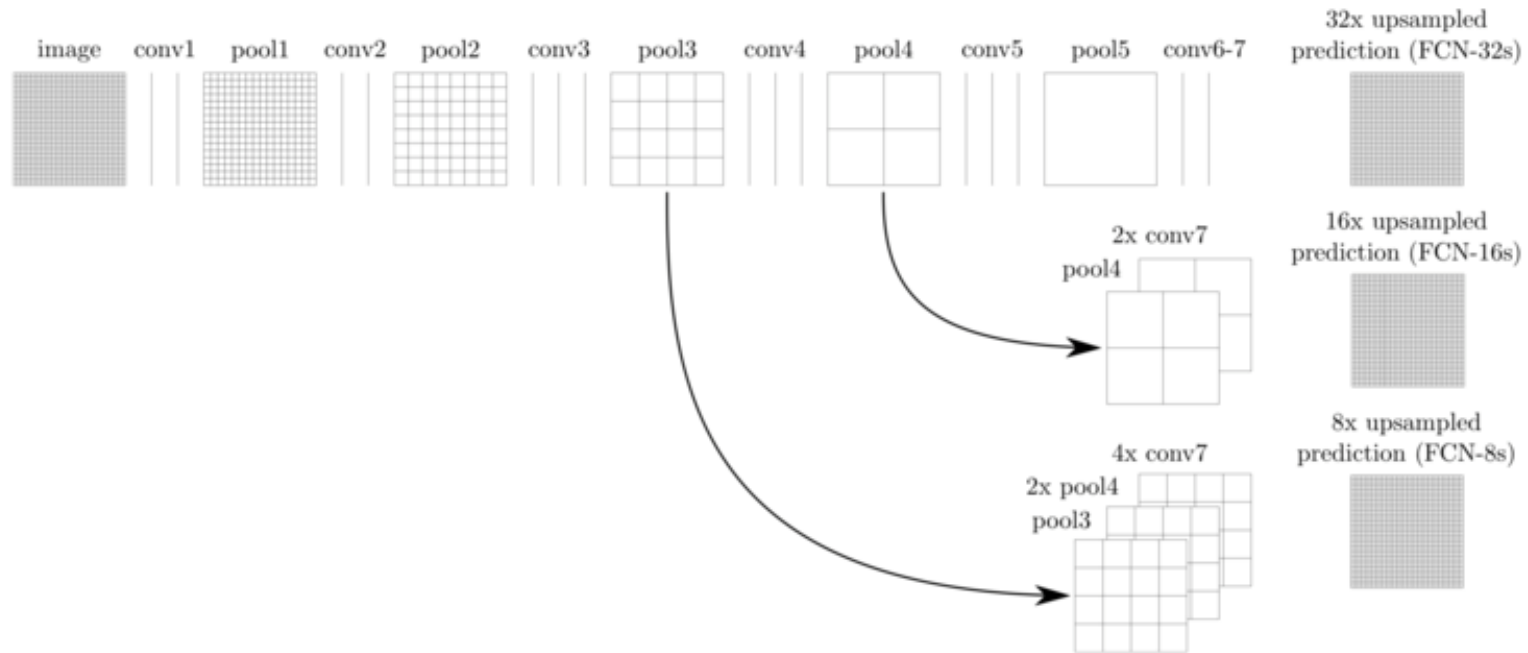 image conv1 pool1 conv2 pool2 conv3 pool3 conv4 pool4 conv5 pool5 conv6-7
32x upsampled
prediction (FCN-32s)
2x conv7
pool4
16x upsampled
prediction (FCN-16s)
4x conv7
2x pool4
pool3
8x upsampled
prediction (FCN-8s)